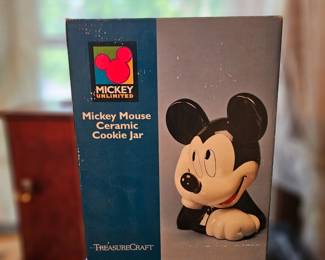 MICKEY
UNLIMITED
Mickey Mouse
Ceramic
Cookie Jar
TREASURECRAFT